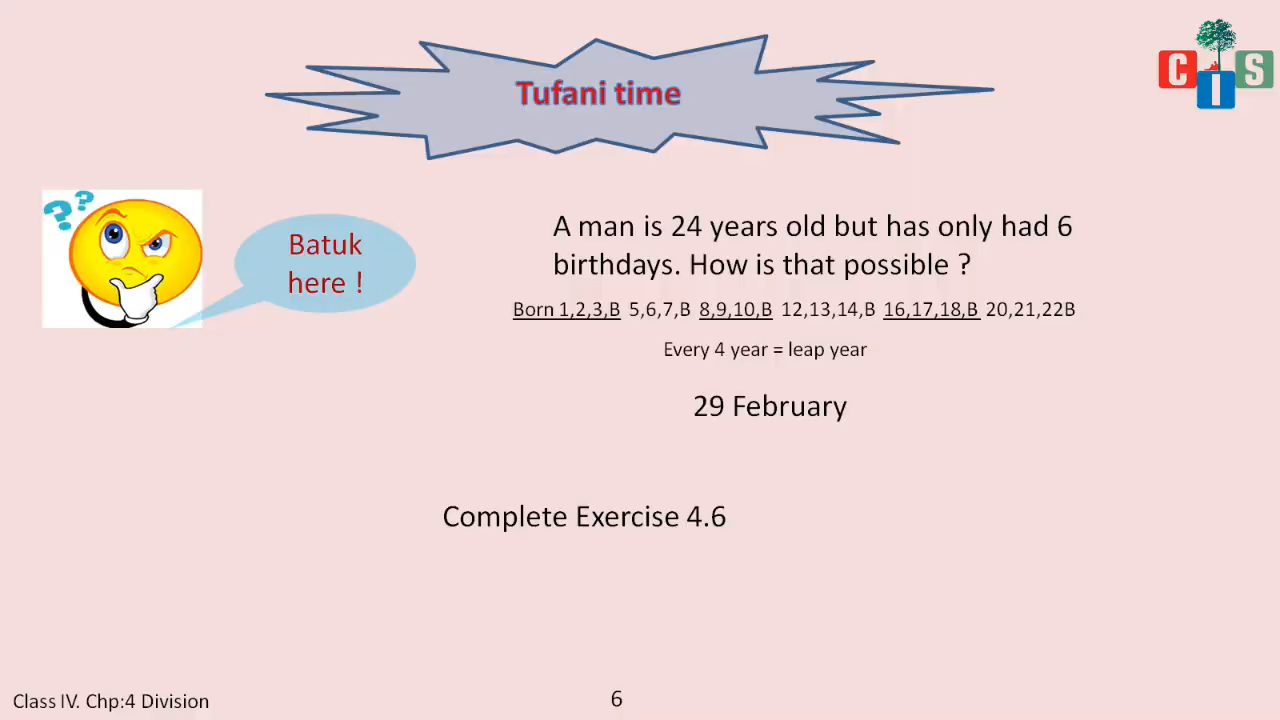 Tufani time
C I S
??
Batuk
here !
A man is 24 years old but has only had 6
birthdays. How is that possible ?
Born 1,2,3,B 5,6,7,B 8,9,10,B 12,13,14,B 16,17,18,B 20,21,22B
Every 4 year = leap year
29 February
Complete Exercise 4.6
Class IV. Chp:4 Division
6